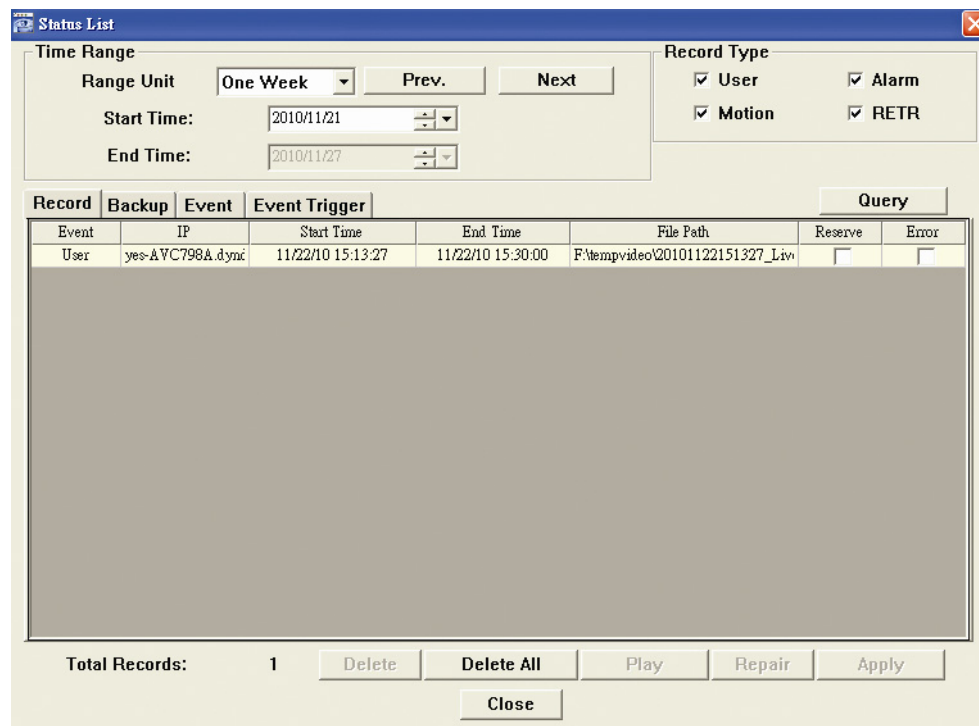 Status List
Time Range
Record Type
Range Unit One Week Prev. Next
User Alarm
Start Time: 2010/11/21
Motion RETR
End Time: 2010/11/27
Record Backup Event Event Trigger Query
Event IP Start Time End Time File Path Reserve Error
User yes-AVC798A.dync 11/22/10 15:13:27 11/22/10 15:30:00 F:\tempvideo\20101122151327_Liv
Total Records: 1 Delete Delete All Play Repair Apply
Close